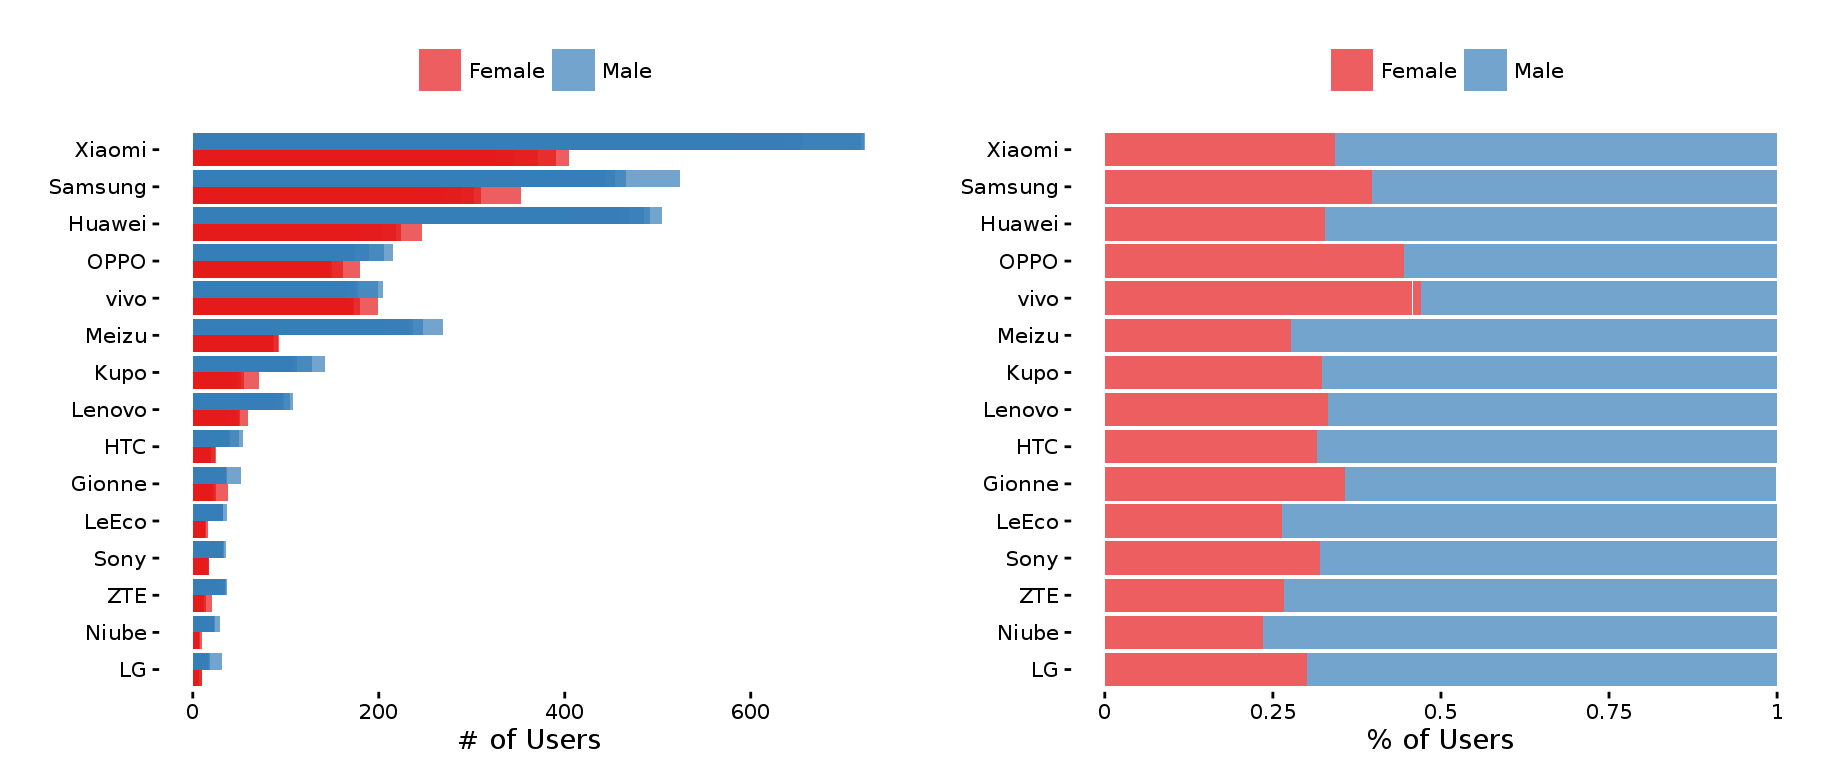 Female Male
Xiaomi
Samsung
Huawei
OPPO
vivo
Meizu
Kupo
Lenovo
HTC
Gionne
LeEco
Sony
ZTE
Niube
LG
0 200 400 600
# of Users
Female Male
Xiaomi
Samsung
Huawei
OPPO
vivo
Meizu
Kupo
Lenovo
HTC
Gionne
LeEco
Sony
ZTE
Niube
LG
0 0.25 0.5 0.75 1
% of Users